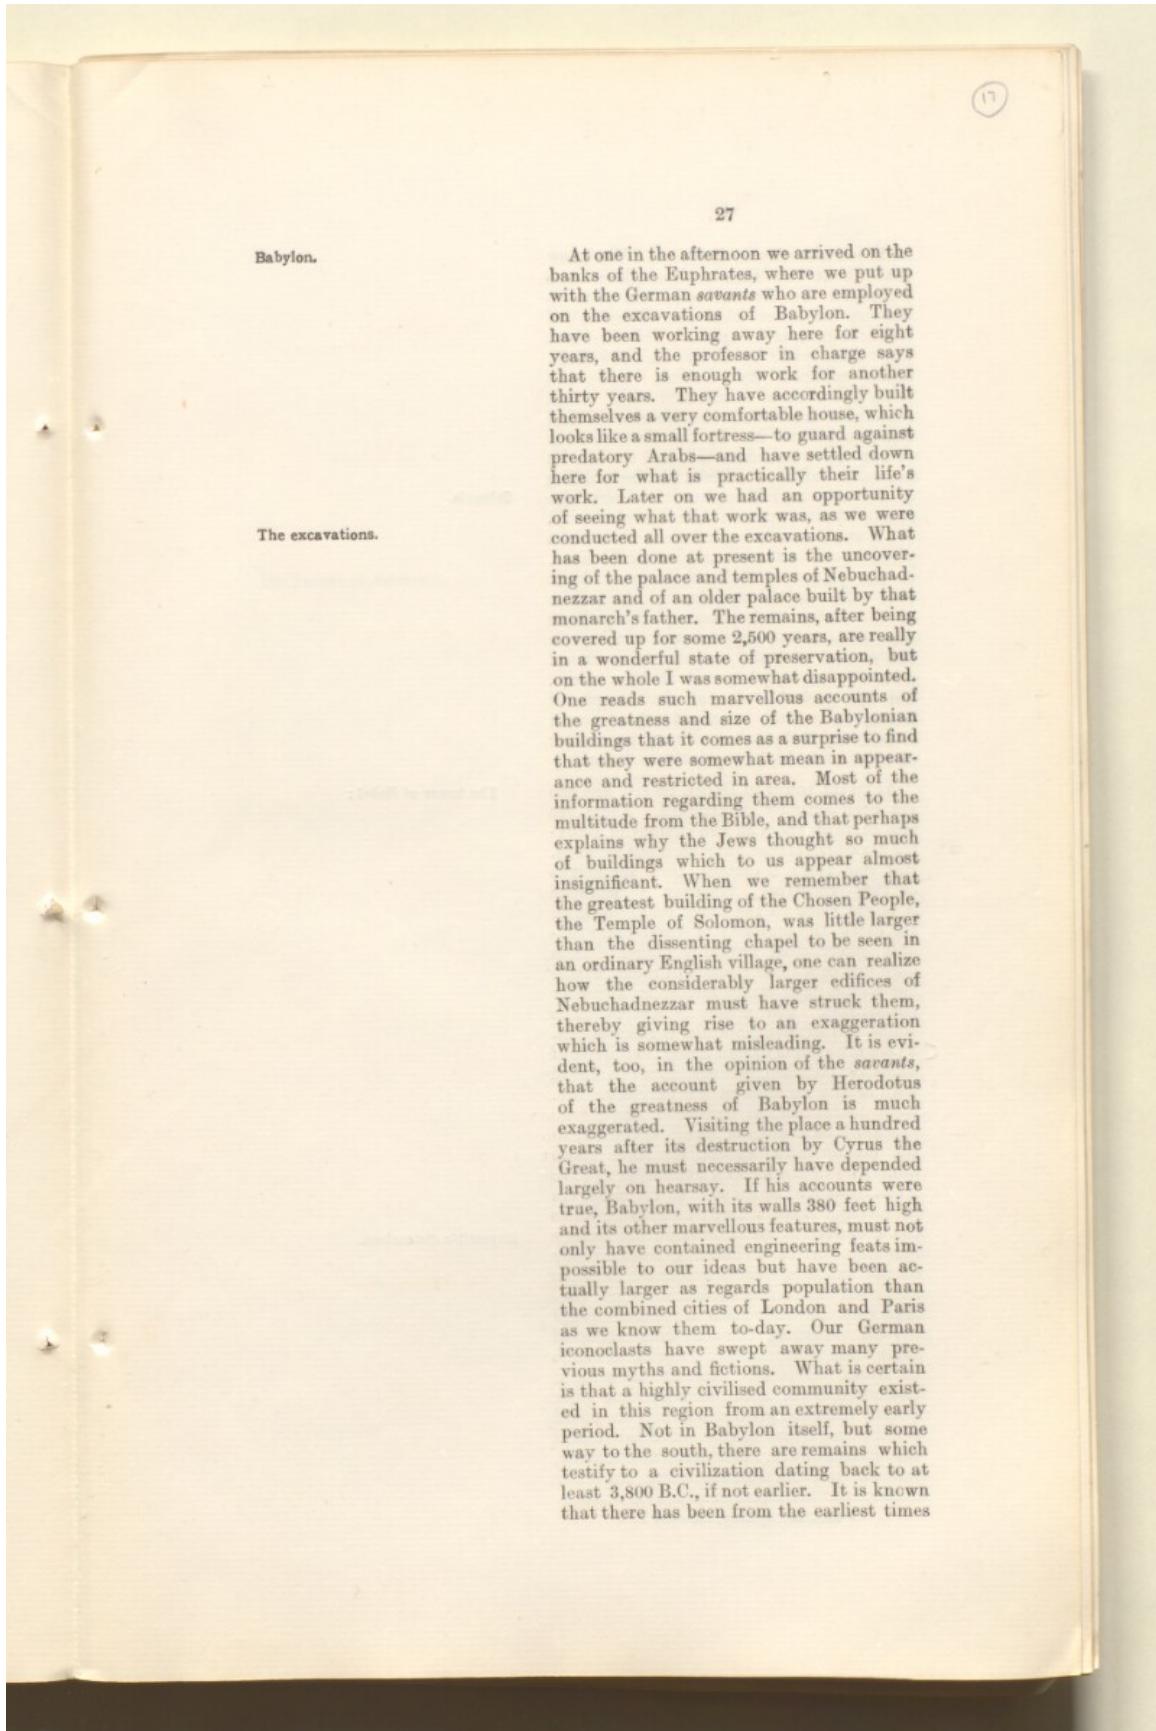 17
27
Babylon.
At one in the afternoon we arrived on the
banks of the Euphrates, where we put up
with the German savants who are employed
on the excavations of Babylon. They
have been working away here for eight
years, and the professor in charge says
that there is enough work for another
thirty years. They have accordingly built
themselves a very comfortable house, which
looks like a small fortress—to guard against
predatory Arabs—and have settled down
here for what is practically their life's
work. Later on we had an opportunity
of seeing what that work was, as we were
The excavations.
conducted all over the excavations. What
has been done at present is the uncover-
ing of the palace and temples of Nebuchad-
nezzar and of an older palace built by that
monarch's father. The remains, after being
covered up for some 2,500 years, are really
in a wonderful state of preservation, but
on the whole I was somewhat disappointed.
One reads such marvellous accounts of
the greatness and size of the Babylonian
buildings that it comes as a surprise to find
that they were somewhat mean in appear-
ance and restricted in area. Most of the
information regarding them comes to the
multitude from the Bible, and that perhaps
explains why the Jews thought so much
of buildings which to us appear almost
insignificant. When we remember that
the greatest building of the Chosen People,
the Temple of Solomon, was little larger
than the dissenting chapel to be seen in
an ordinary English village, one can realize
how the considerably larger edifices of
Nebuchadnezzar must have struck them,
thereby giving rise to an exaggeration
which is somewhat misleading. It is evi-
dent, too, in the opinion of the savants,
that the account given by Herodotus
of the greatness of Babylon is much
exaggerated. Visiting the place a hundred
years after its destruction by Cyrus the
Great, he must necessarily have depended
largely on hearsay. If his accounts were
true, Babylon, with its walls 380 feet high
and its other marvellous features, must not
only have contained engineering feats im-
possible to our ideas but have been ac-
tually larger as regards population than
the combined cities of London and Paris
as we know them to-day. Our German
iconoclasts have swept away many pre-
vious myths and fictions. What is certain
is that a highly civilised community exist-
ed in this region from an extremely early
period. Not in Babylon itself, but some
way to the south, there are remains which
testify to a civilization dating back to at
least 3,800 B.C., if not earlier. It is known
that there has been from the earliest times